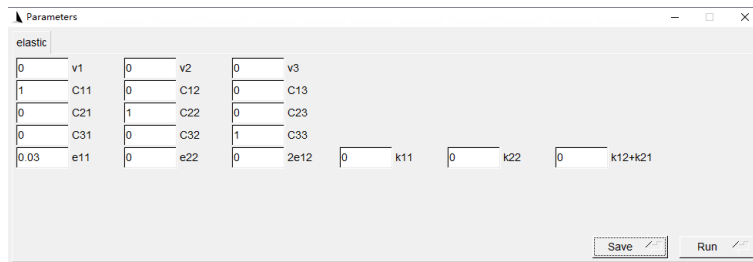 Parameters
elastic
0 v1 0 v2 0 v3
1 C11 0 C12 0 C13
0 C21 1 C22 0 C23
0 C31 0 C32 1 C33
0.03 e11 0 e22 0 2e12 0 k11 0 k22 0 k12+k21
Save Run